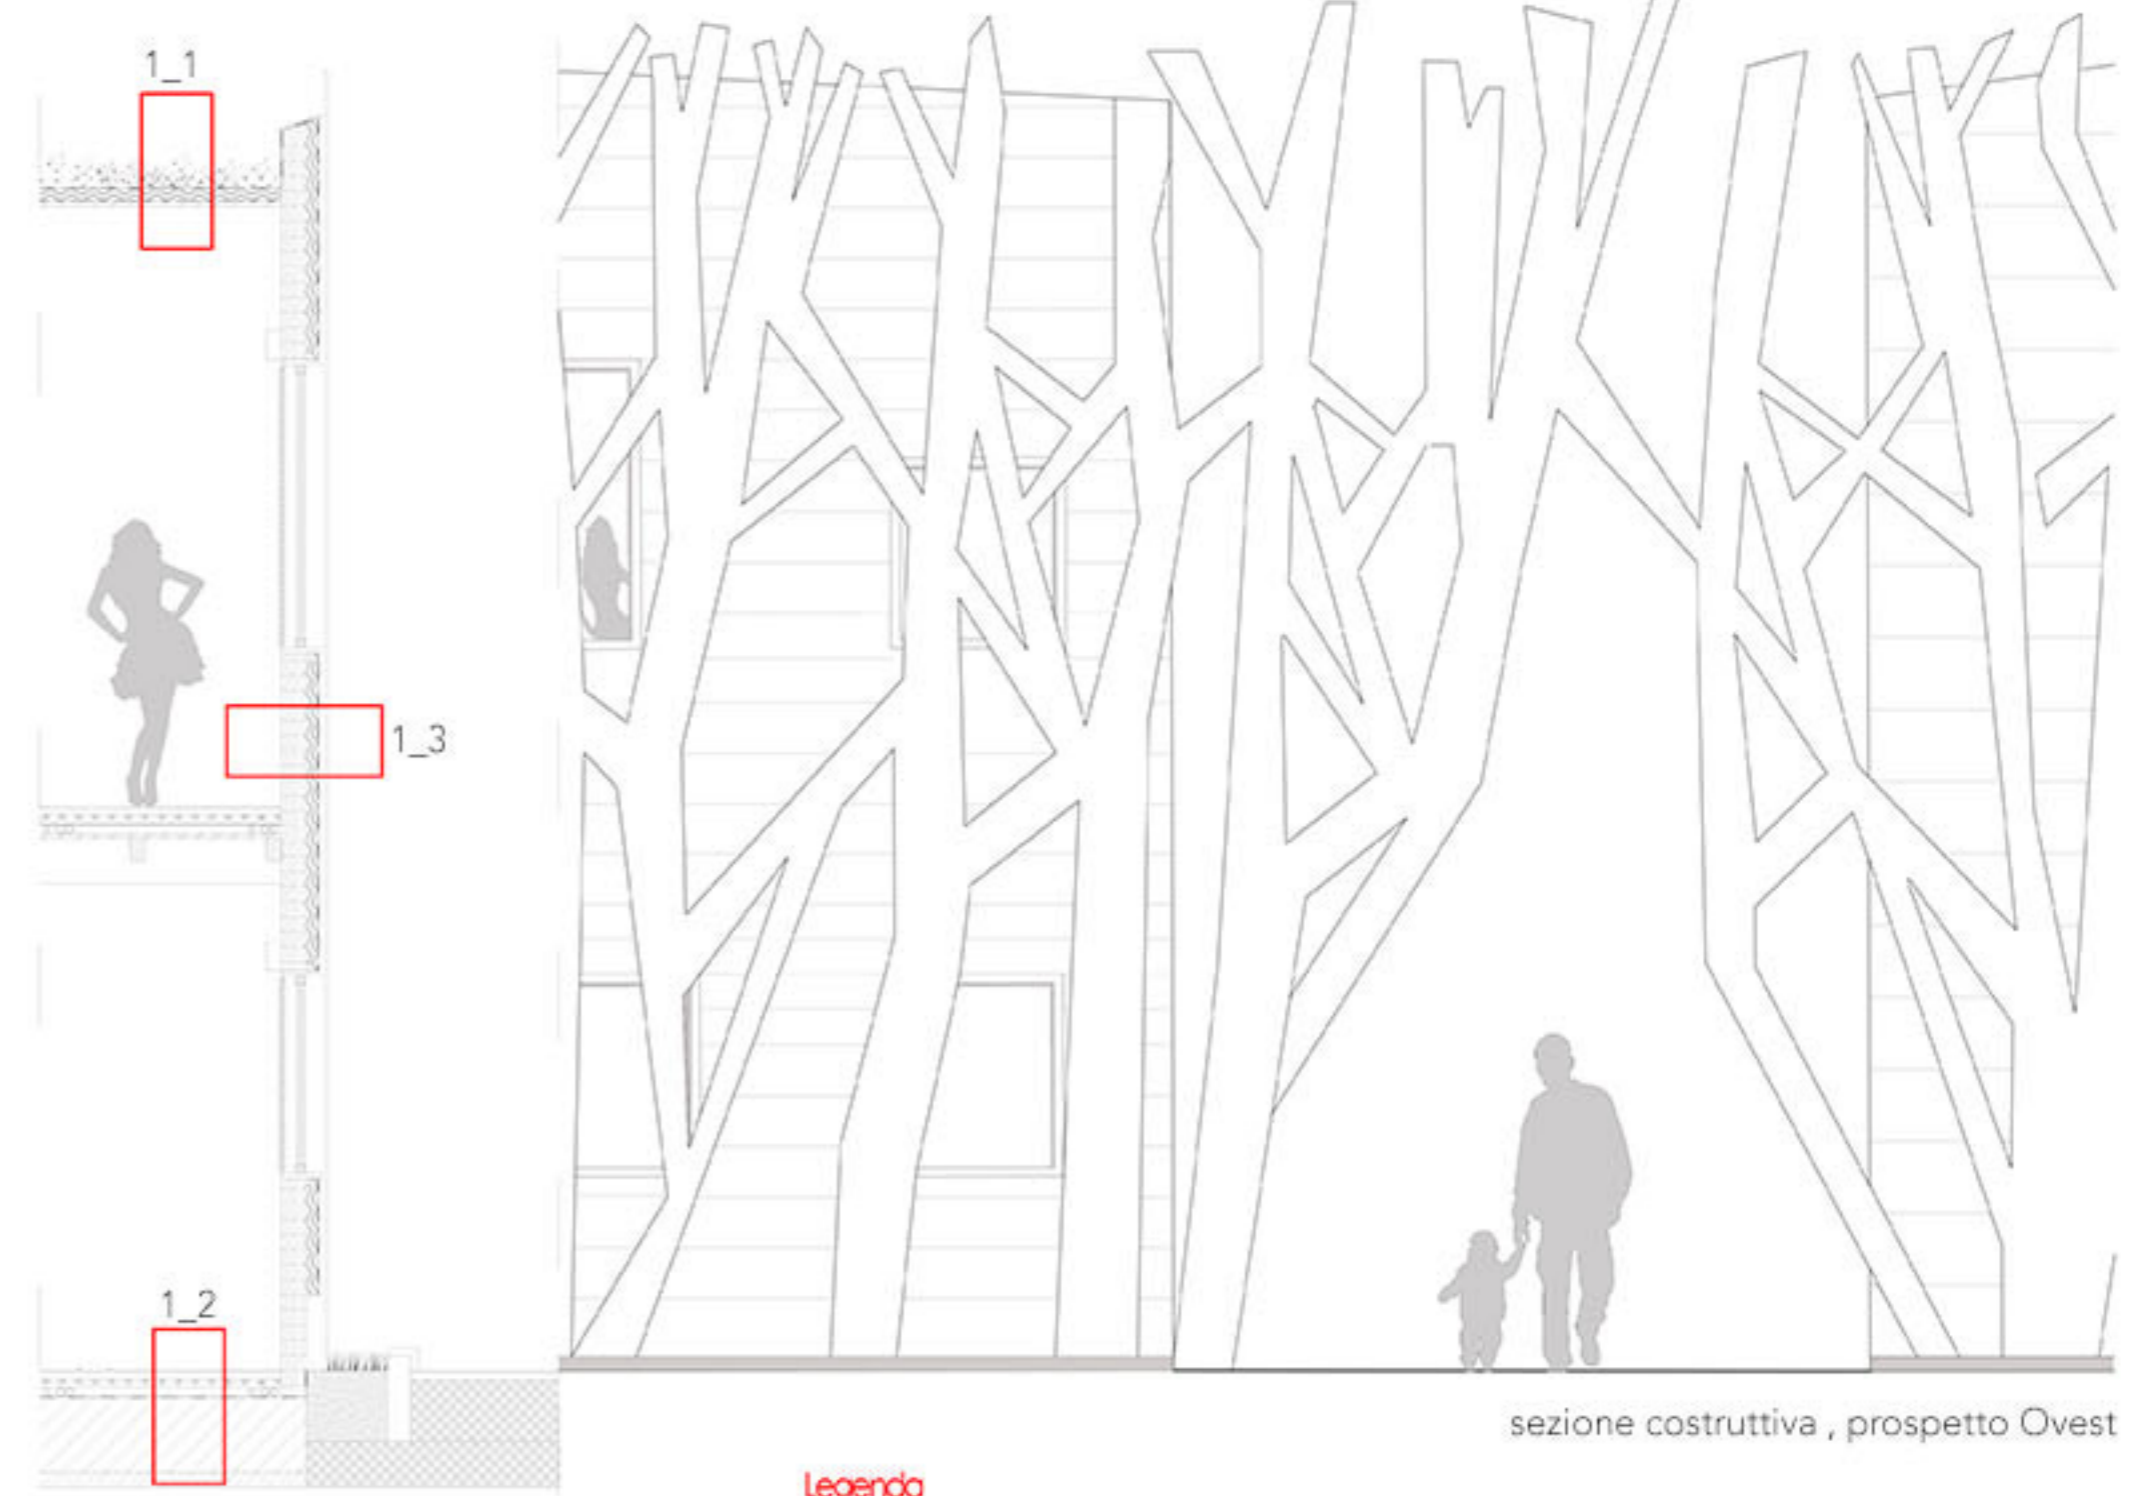 1_1
1_3
1_2
sezione costruttiva , prospetto Ovest
Legenda